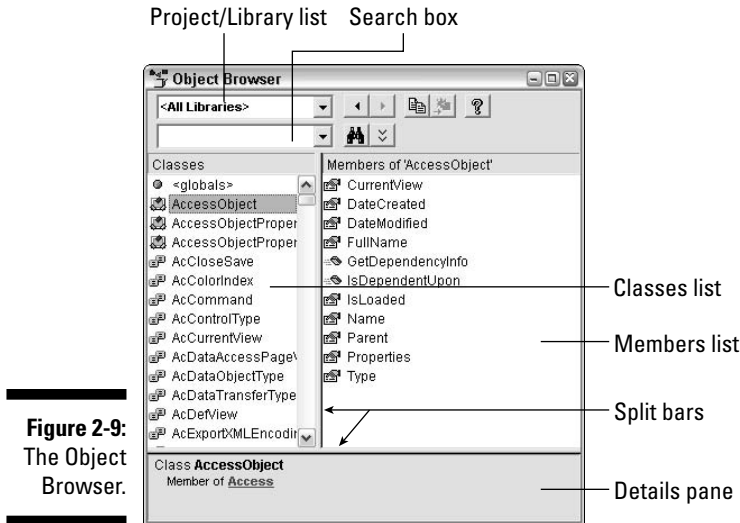 Project/Library list
Search box
Object Browser
<All Libraries>
Classes
Members of 'AccessObject'
<globals>
AccessObject
AccessObjectProper
AccessObjectProper
AcCloseSave
AcColorIndex
AcCommand
AcControlType
AcCurrentView
AcDataAccessPageV
AcDataObjectType
AcDataTransferType
AcDefView
AcExportXMLEncodin
CurrentView
DateCreated
DateModified
FullName
GetDependencyInfo
IsDependentUpon
IsLoaded
Name
Parent
Properties
Type
Classes list
Members list
Split bars
Class AccessObject
Member of Access
Details pane
Figure 2-9:
The Object
Browser.